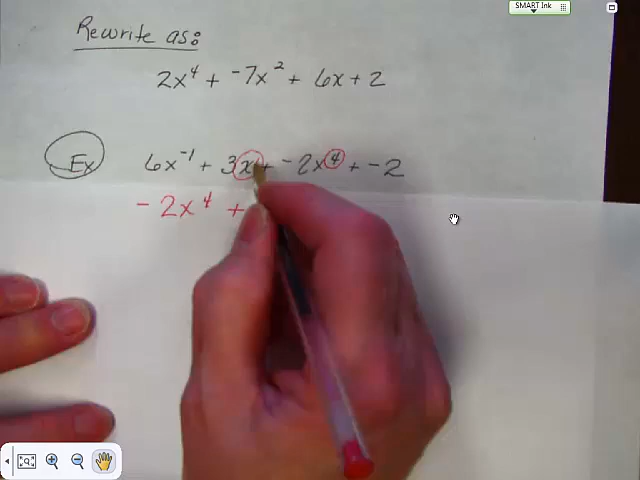 SMART Ink
Rewrite as:
2x⁴ + ⁻7x² + 6x + 2
Ex 6x⁻¹ + 3x + ⁻2x⁴ + ⁻2
-2x⁴ +